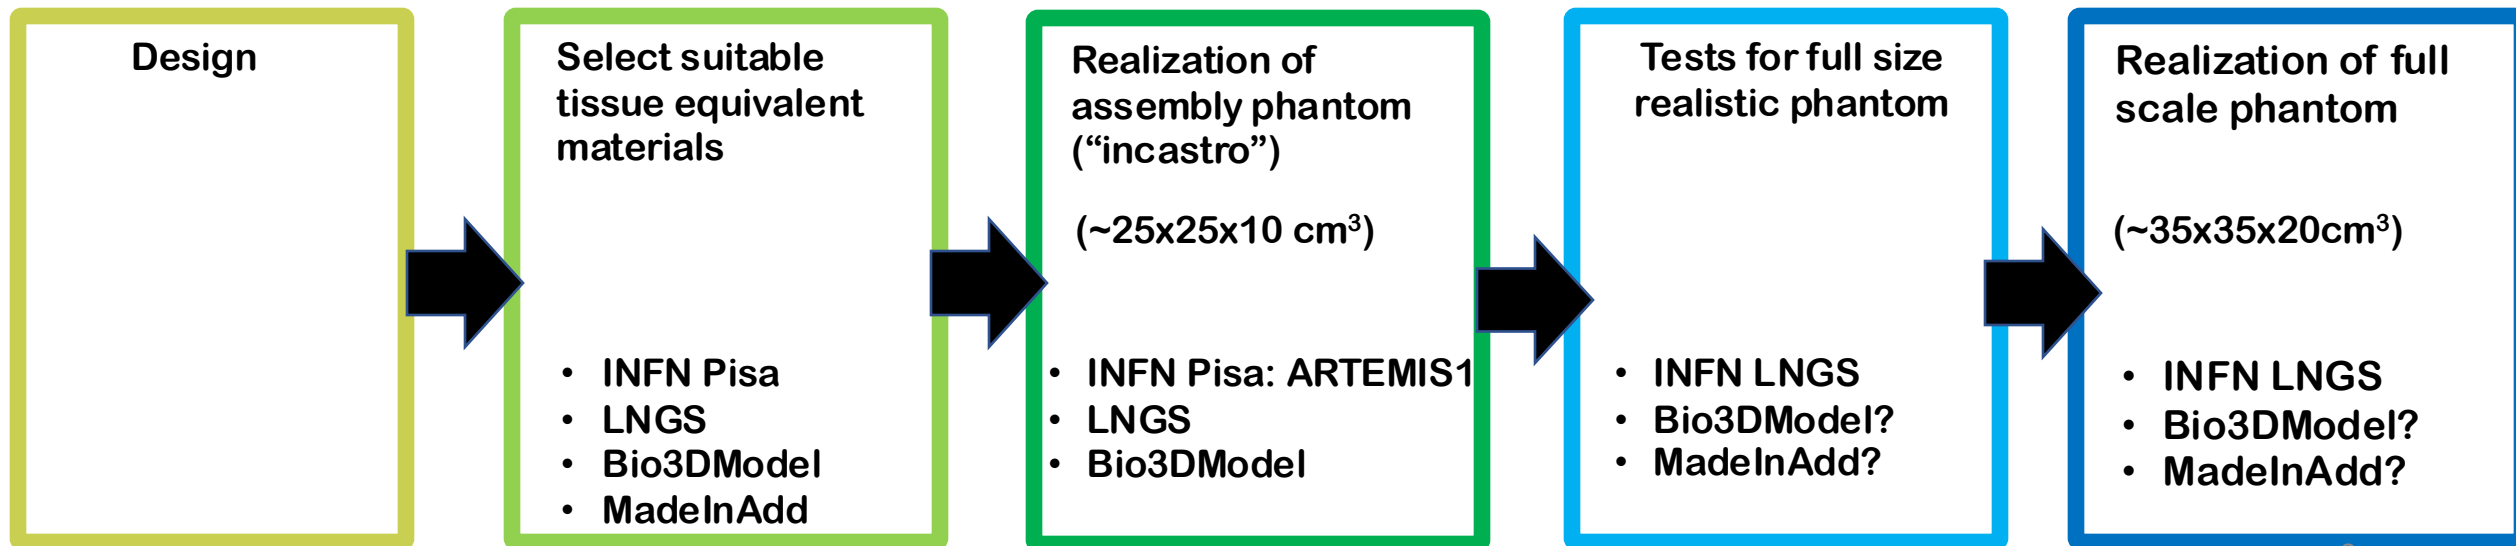 Design
Select suitable
tissue equivalent
materials
• INFN Pisa
• LNGS
• Bio3DModel
• MadeInAdd
Realization of
assembly phantom
(“incastro”)
(~25x25x10 cm³)
• INFN Pisa: ARTEMIS1
• LNGS
• Bio3DModel
Tests for full size
realistic phantom
• INFN LNGS
• Bio3DModel?
• MadeInAdd?
Realization of full
scale phantom
(~35x35x20cm³)
• INFN LNGS
• Bio3DModel?
• MadeInAdd?